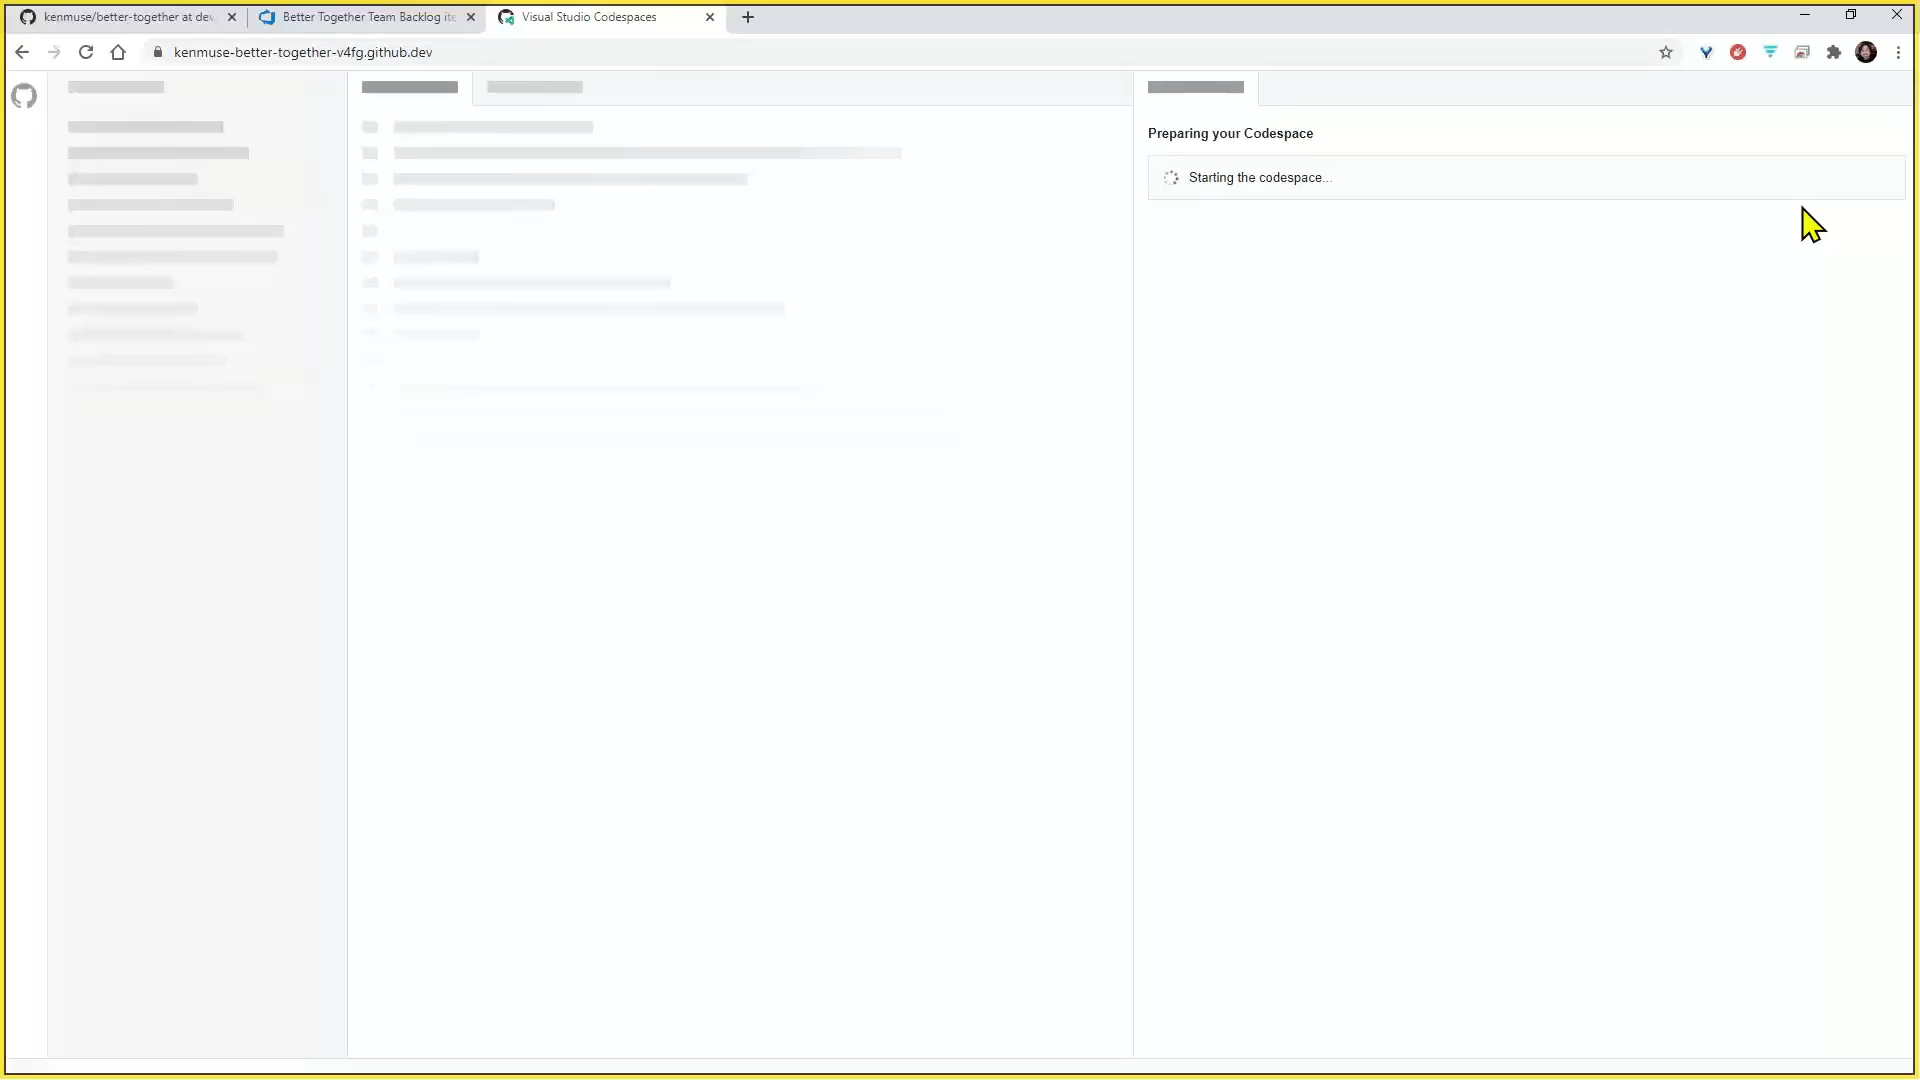 kenmuse/better-together at dev
Better Together Team Backlog ite
Visual Studio Codespaces
kenmuse-better-together-v4fg.github.dev
Preparing your Codespace
Starting the codespace...